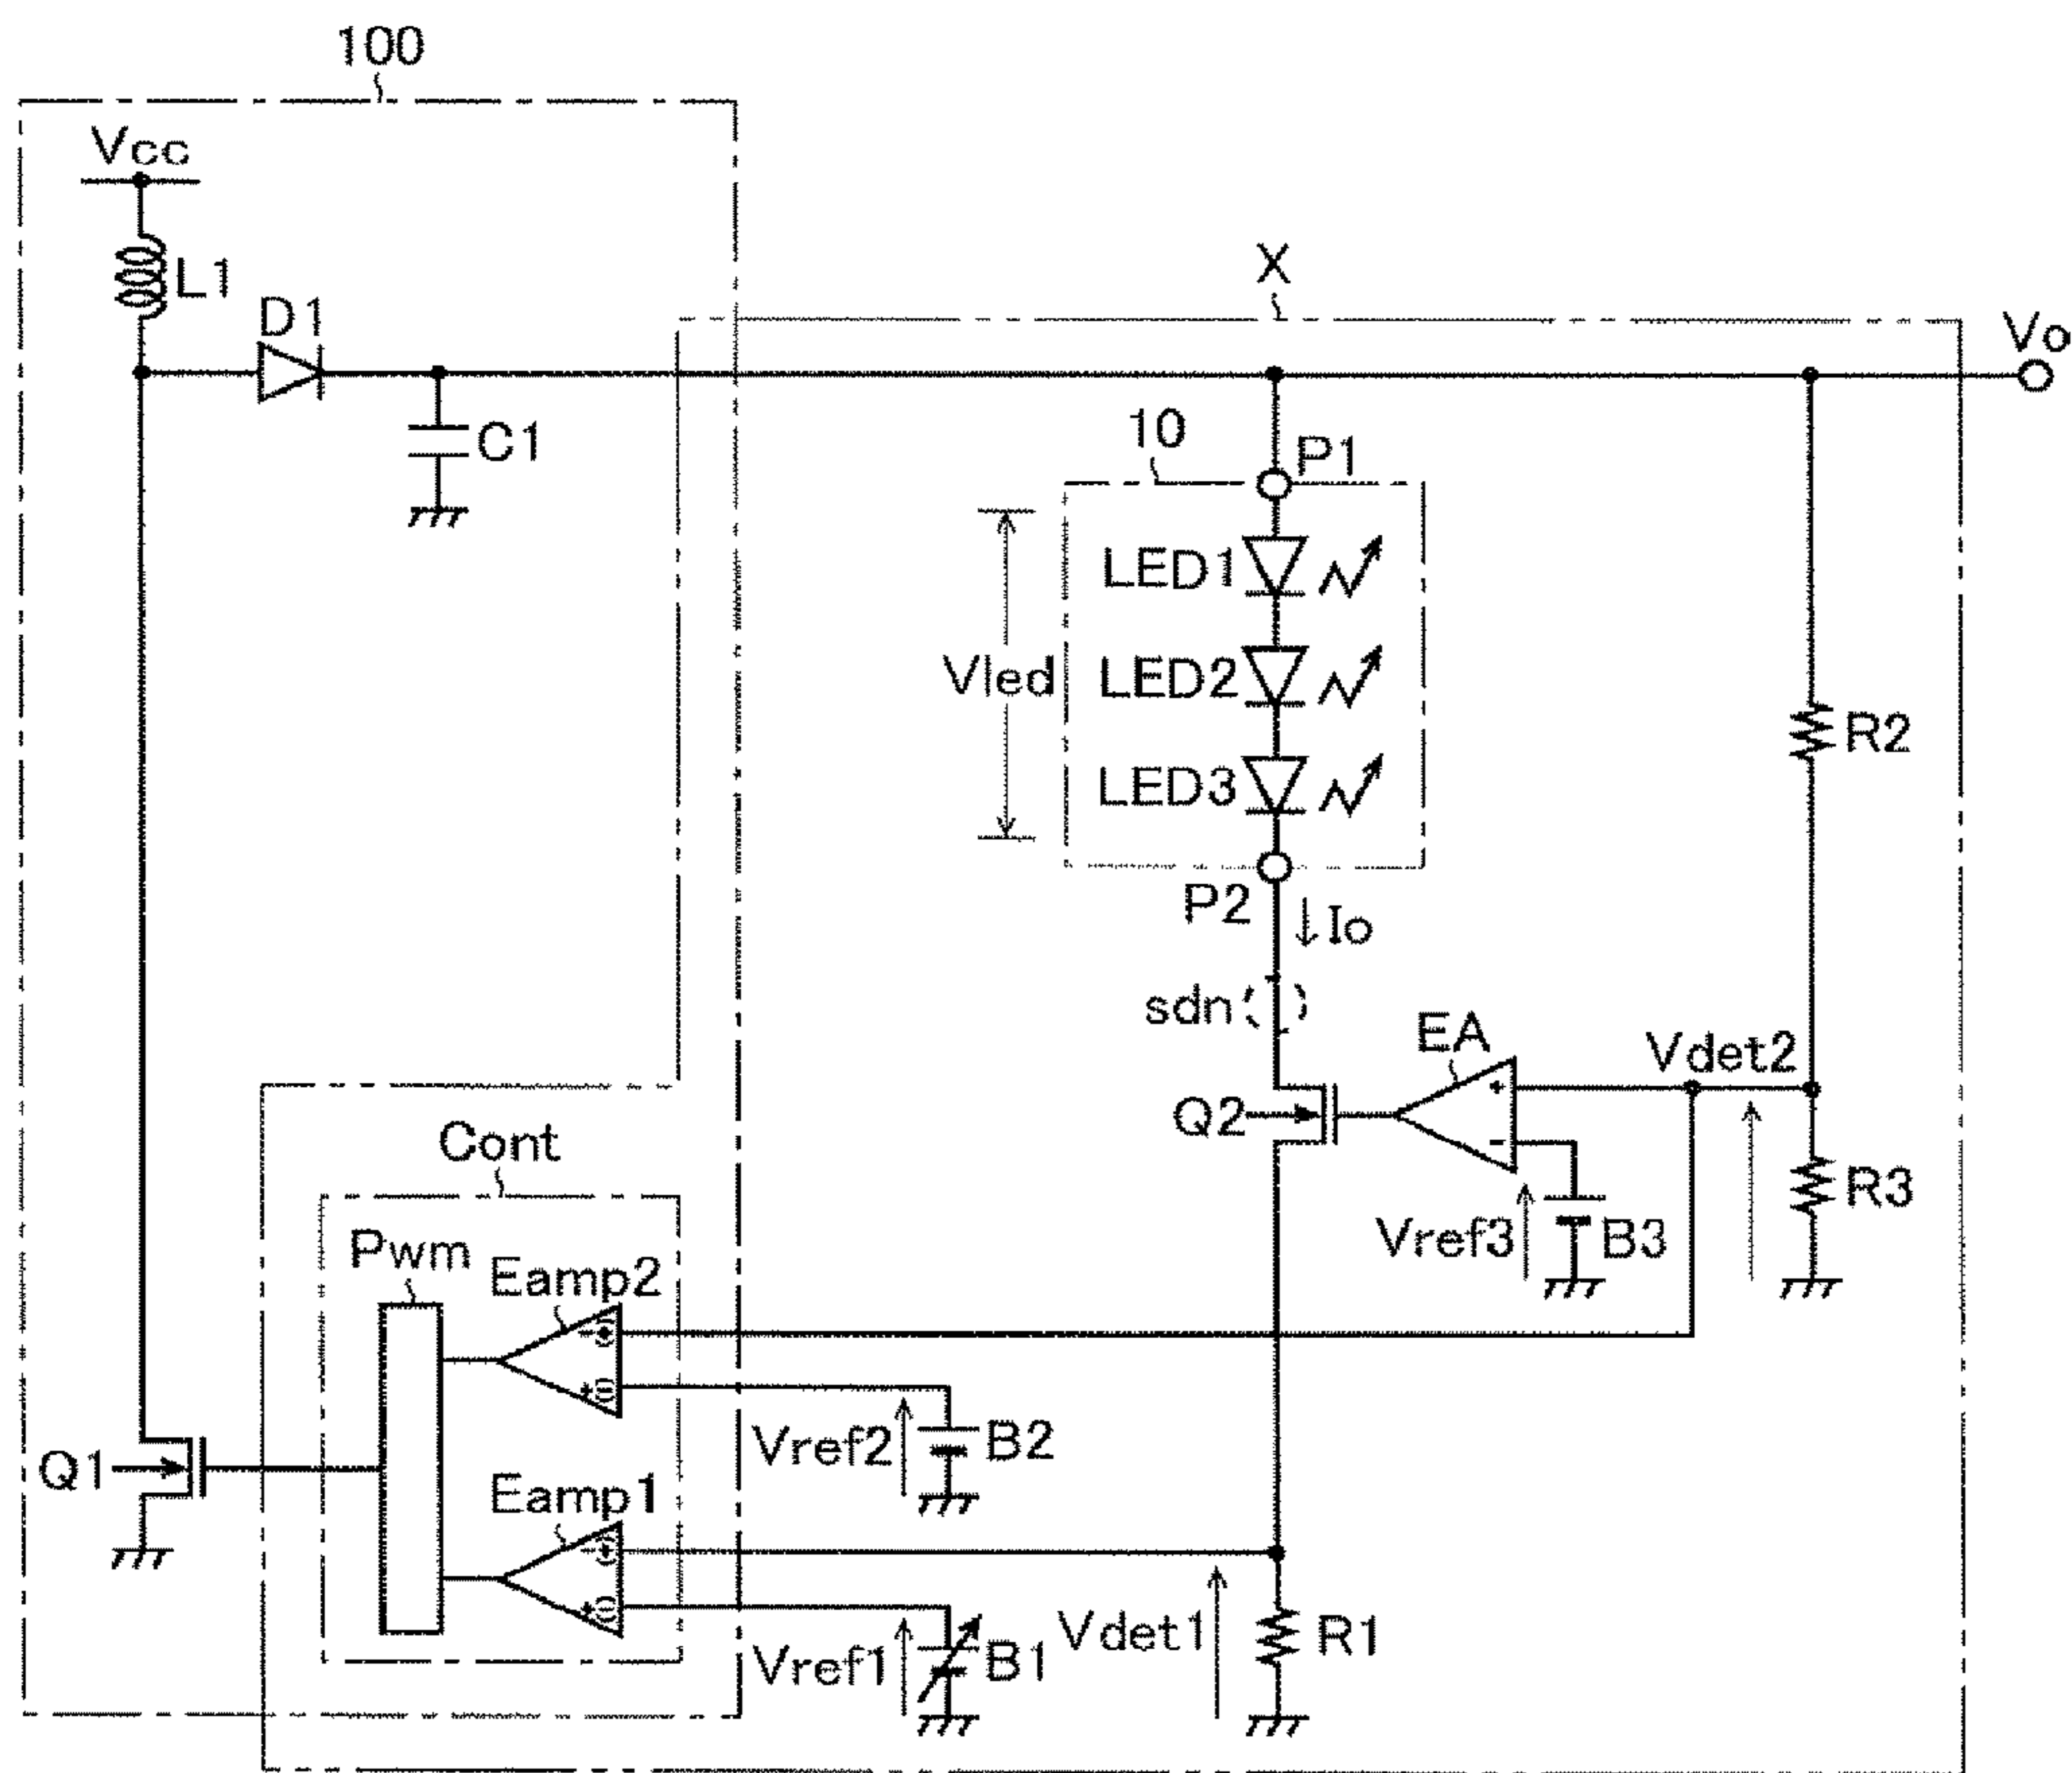 100
Vcc
L1
D1
C1
X
Vo
10
P1
LED1
Vled
LED2
LED3
R2
P2
Io
sdn
EA
Vdet2
Q2
+
-
R3
Vref3
B3
Cont
Pwm
Eamp2
-(+)
+(-)
Vref2
B2
Q1
Eamp1
-(+)
+(-)
Vref1
B1
Vdet1
R1